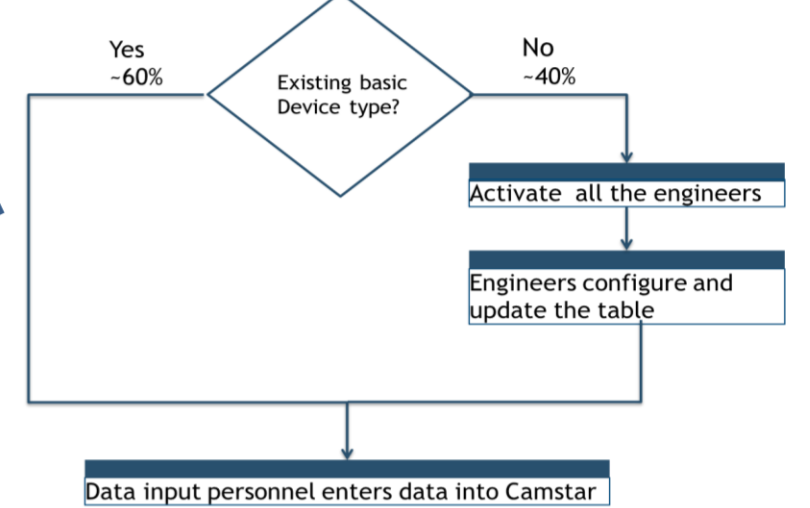 Yes
~60%
No
~40%
Existing basic
Device type?
Activate all the engineers
Engineers configure and
update the table
Data input personnel enters data into Camstar